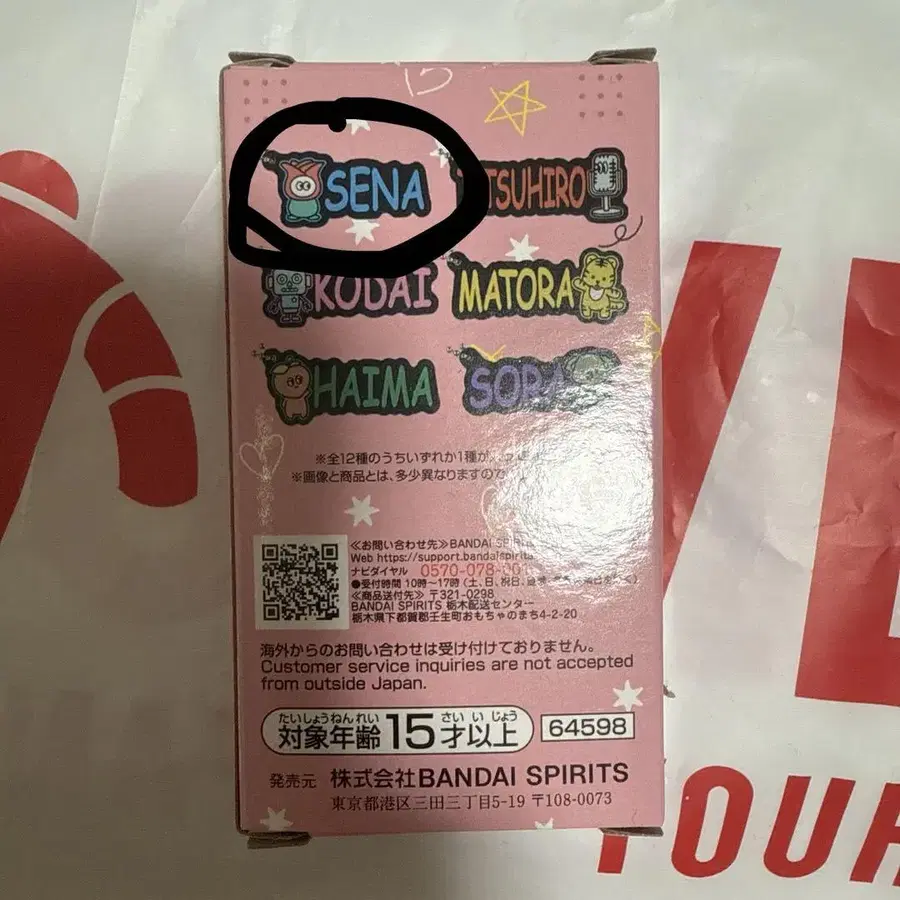 SENA
TSUHIRO
KODAI
MATORA
HAIMA
SORA
※全12種のうちいずれか1種が
※画像と商品とは、多少異なりますので
≪お問い合わせ先≫BANDAI SPIRITS
Web https://support.bandaispirits
ナビダイヤル 0570-078-001
●受付時間 10時～17時(土、日、祝日、
≪商品送付先≫ 〒321-0298
BANDAI SPIRITS 栃木配送センター
栃木県下都賀郡壬生町おもちゃのまち4-2-20
海外からのお問い合わせは受け付けておりません。
Customer service inquiries are not accepted
from outside Japan.
たいしょうねんれい さい いじょう
対象年齢15才以上
64598
発売元 株式会社BANDAI SPIRITS
東京都港区三田三丁目5-19 〒108-0073
YOUR